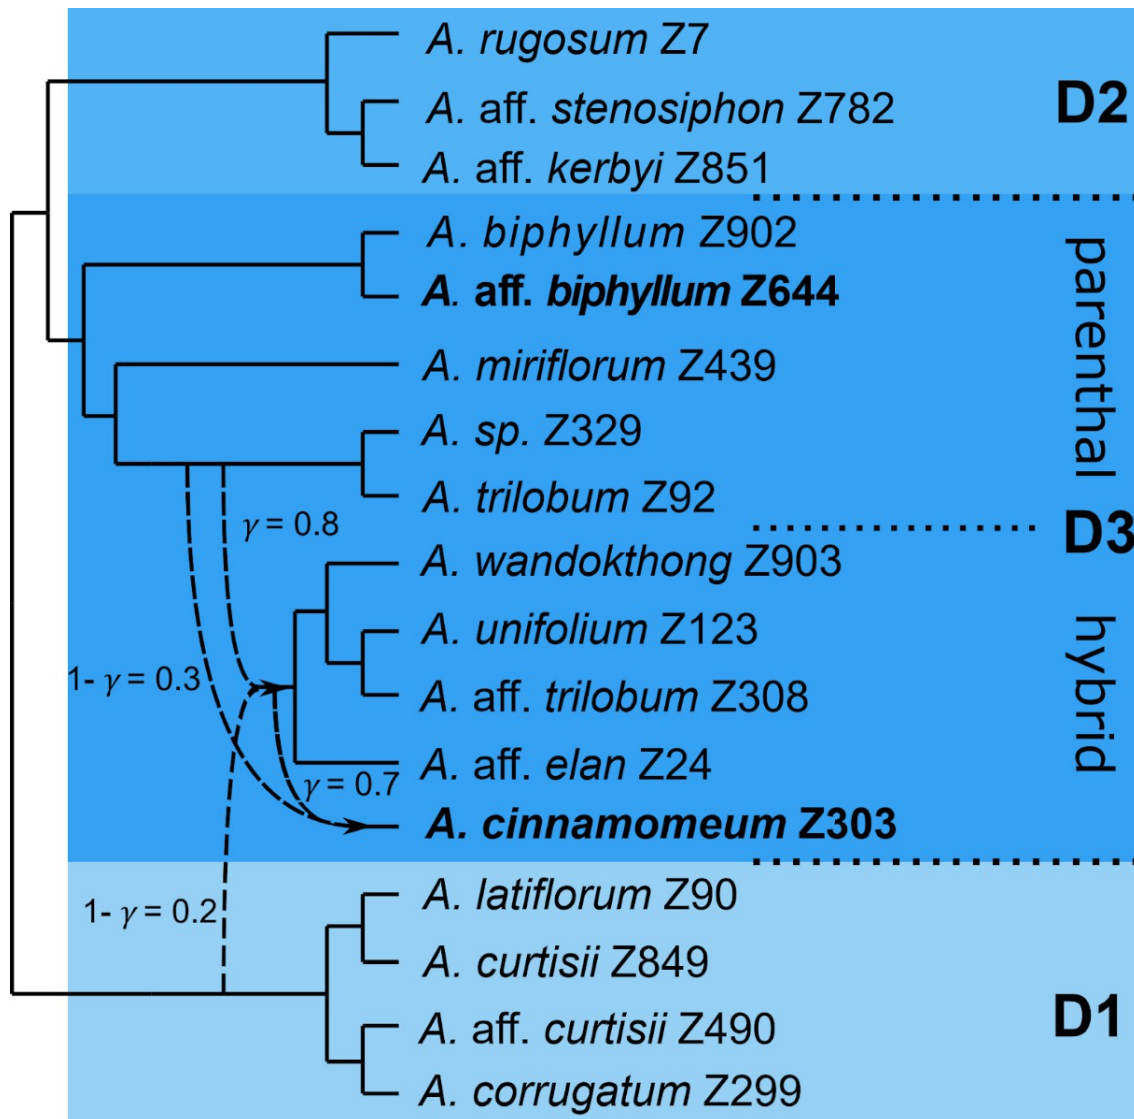 A. rugosum Z7
A. aff. stenosiphon Z782
D2
A. aff. kerbyi Z851
A. biphyllum Z902
A. aff. biphyllum Z644
parenthal
A. miriflorum Z439
A. sp. Z329
A. trilobum Z92
γ = 0.8
D3
A. wandokthong Z903
A. unifolium Z123
hybrid
1- γ = 0.3
A. aff. trilobum Z308
A. aff. elan Z24
γ = 0.7
A. cinnamomeum Z303
A. latiflorum Z90
1- γ = 0.2
A. curtisii Z849
D1
A. aff. curtisii Z490
A. corrugatum Z299